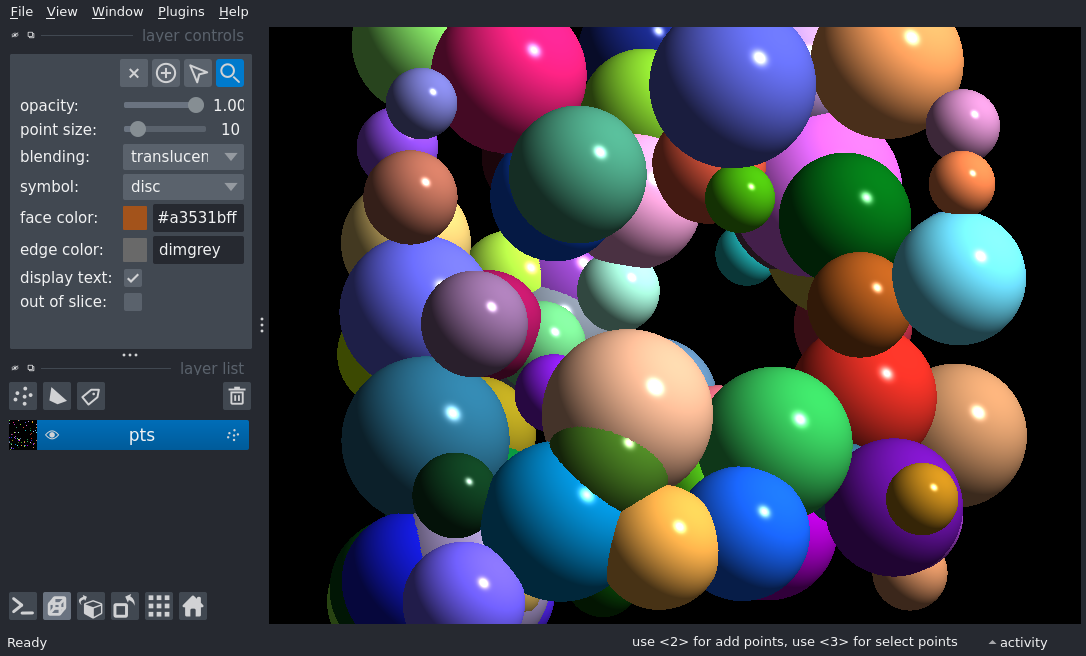 File View Window Plugins Help
layer controls
opacity: 1.00
point size: 10
blending: translucen
symbol: disc
face color: #a3531bff
edge color: dimgrey
display text:
out of slice:
layer list
pts
Ready use <2> for add points, use <3> for select points activity